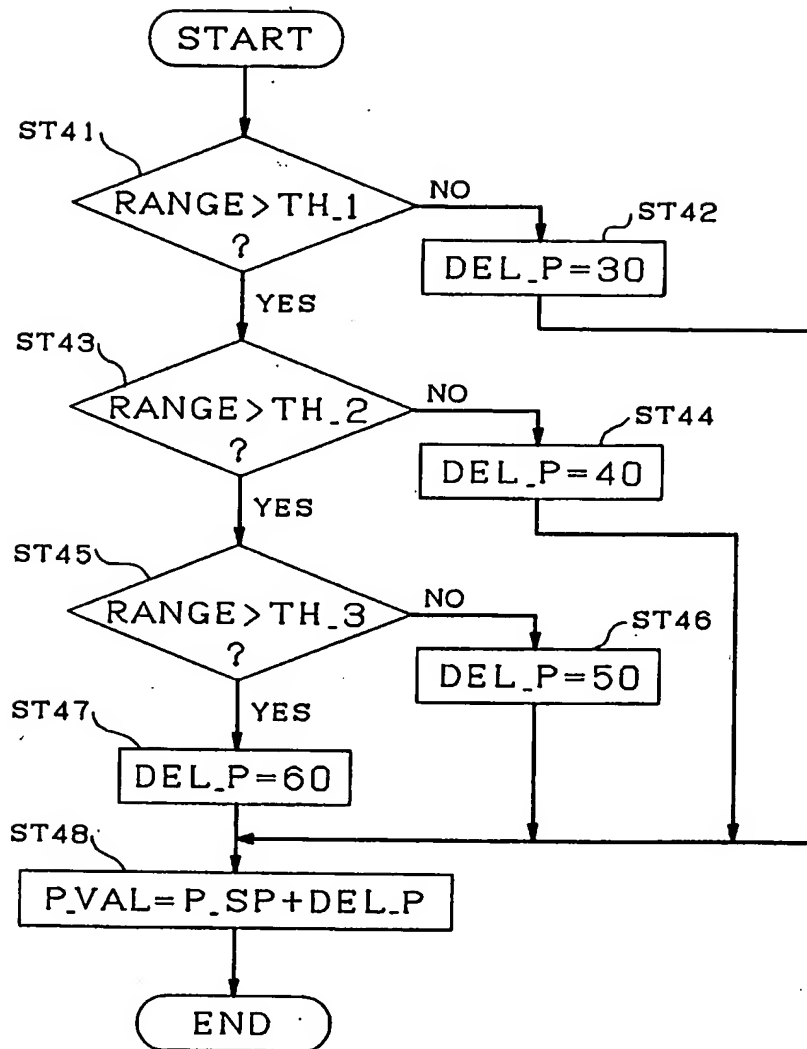 START
ST41
RANGE>TH_1
?
NO
ST42
DEL_P=30
YES
ST43
RANGE>TH_2
?
NO
ST44
DEL_P=40
YES
ST45
RANGE>TH_3
?
NO
ST46
DEL_P=50
YES
ST47
DEL_P=60
ST48
P_VAL=P_SP+DEL_P
END